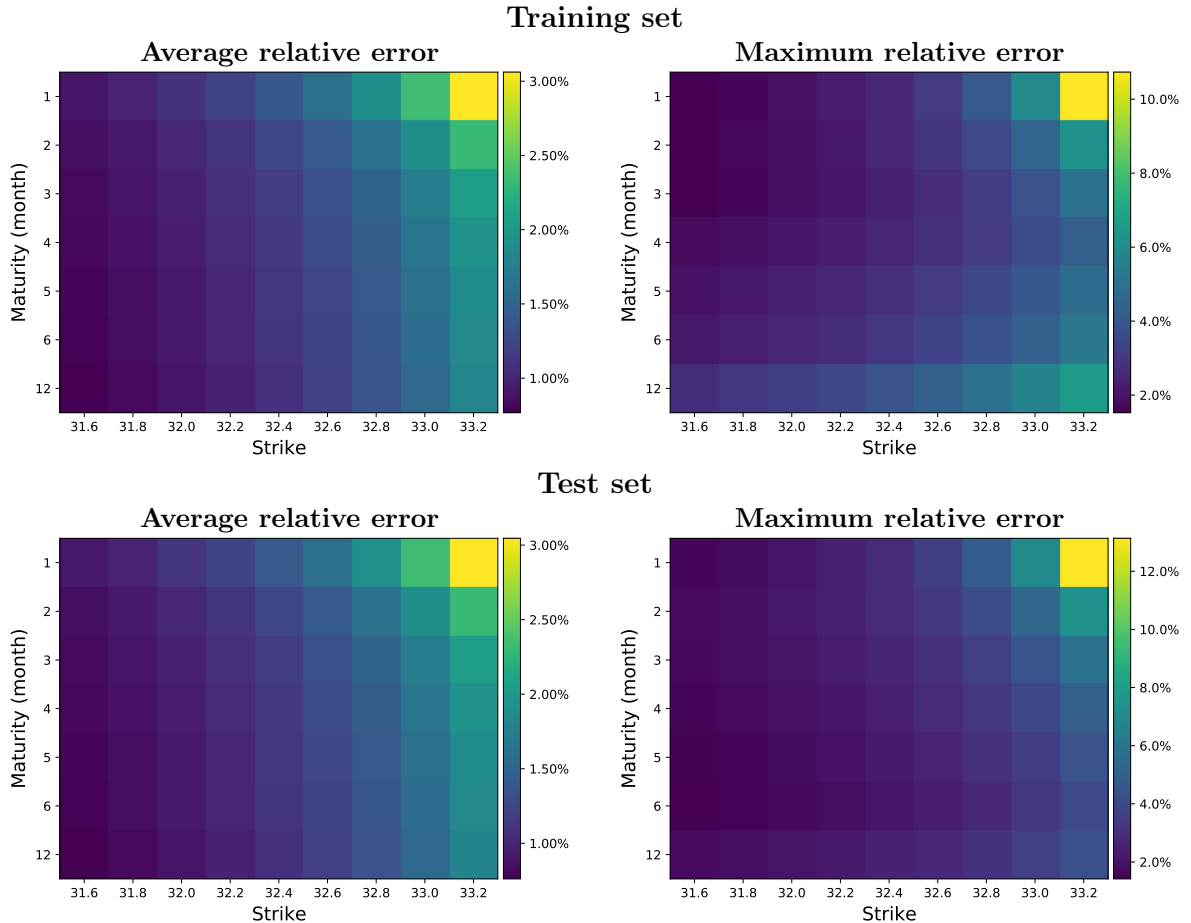 Training set
Average relative error
Maximum relative error
Maturity (month)
1
2
3
4
5
6
12
31.6 31.8 32.0 32.2 32.4 32.6 32.8 33.0 33.2
Strike
3.00%
2.50%
2.00%
1.50%
1.00%
Maturity (month)
1
2
3
4
5
6
12
31.6 31.8 32.0 32.2 32.4 32.6 32.8 33.0 33.2
Strike
10.0%
8.0%
6.0%
4.0%
2.0%
Test set
Average relative error
Maximum relative error
Maturity (month)
1
2
3
4
5
6
12
31.6 31.8 32.0 32.2 32.4 32.6 32.8 33.0 33.2
Strike
3.00%
2.50%
2.00%
1.50%
1.00%
Maturity (month)
1
2
3
4
5
6
12
31.6 31.8 32.0 32.2 32.4 32.6 32.8 33.0 33.2
Strike
12.0%
10.0%
8.0%
6.0%
4.0%
2.0%